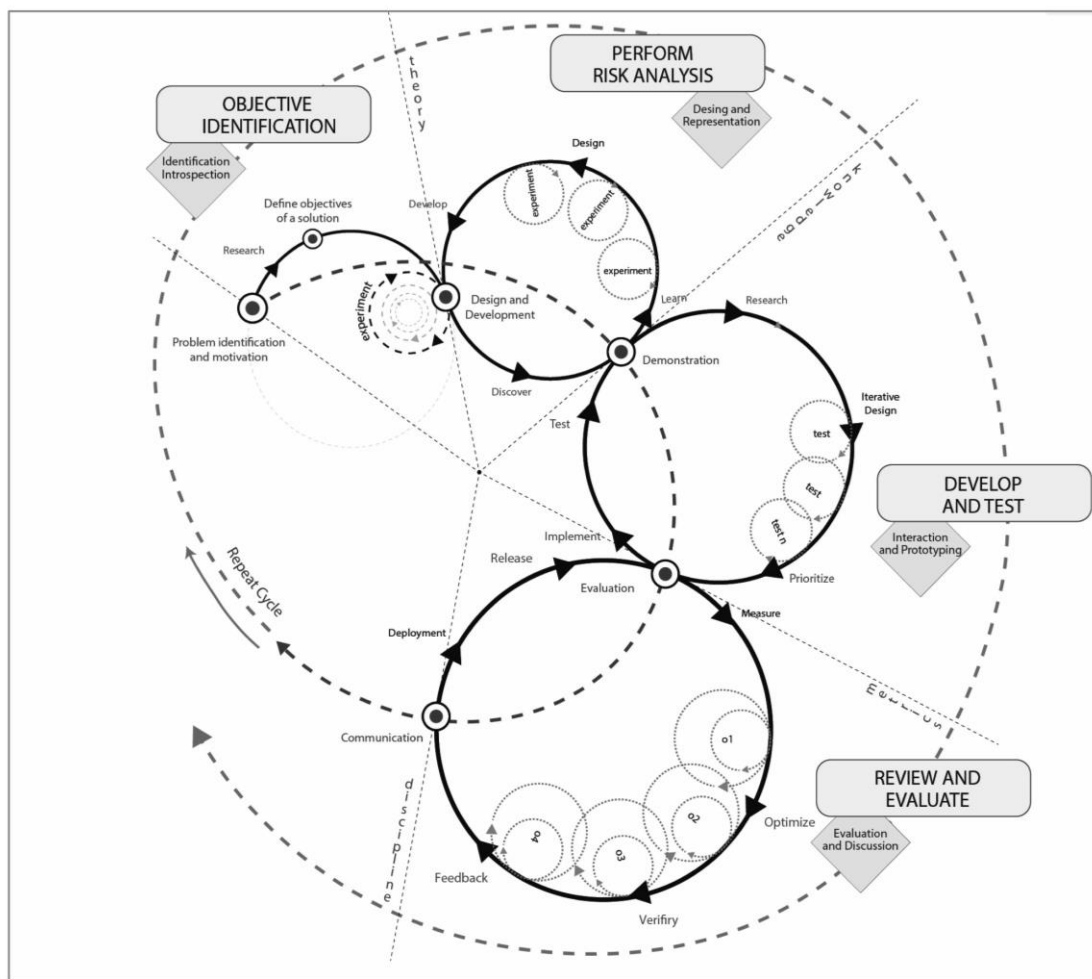 PERFORM
RISK ANALYSIS
Desing and
Representation
OBJECTIVE
IDENTIFICATION
Identification
Introspection
theory
knowledge
Design
experiment
experiment
experiment
Develop
Define objectives
of a solution
Research
experiment
Design and
Development
Learn
Research
Problem identification
and motivation
Demonstration
Discover
Test
Iterative
Design
test
test
test n
DEVELOP
AND TEST
Interaction
and Prototyping
Implement
Release
Prioritize
Repeat Cycle
Evaluation
Measure
Deployment
metrics
Communication
o1
o2
o3
o4
REVIEW AND
EVALUATE
Evaluation
and Discussion
Optimize
discipline
Feedback
Verifiry